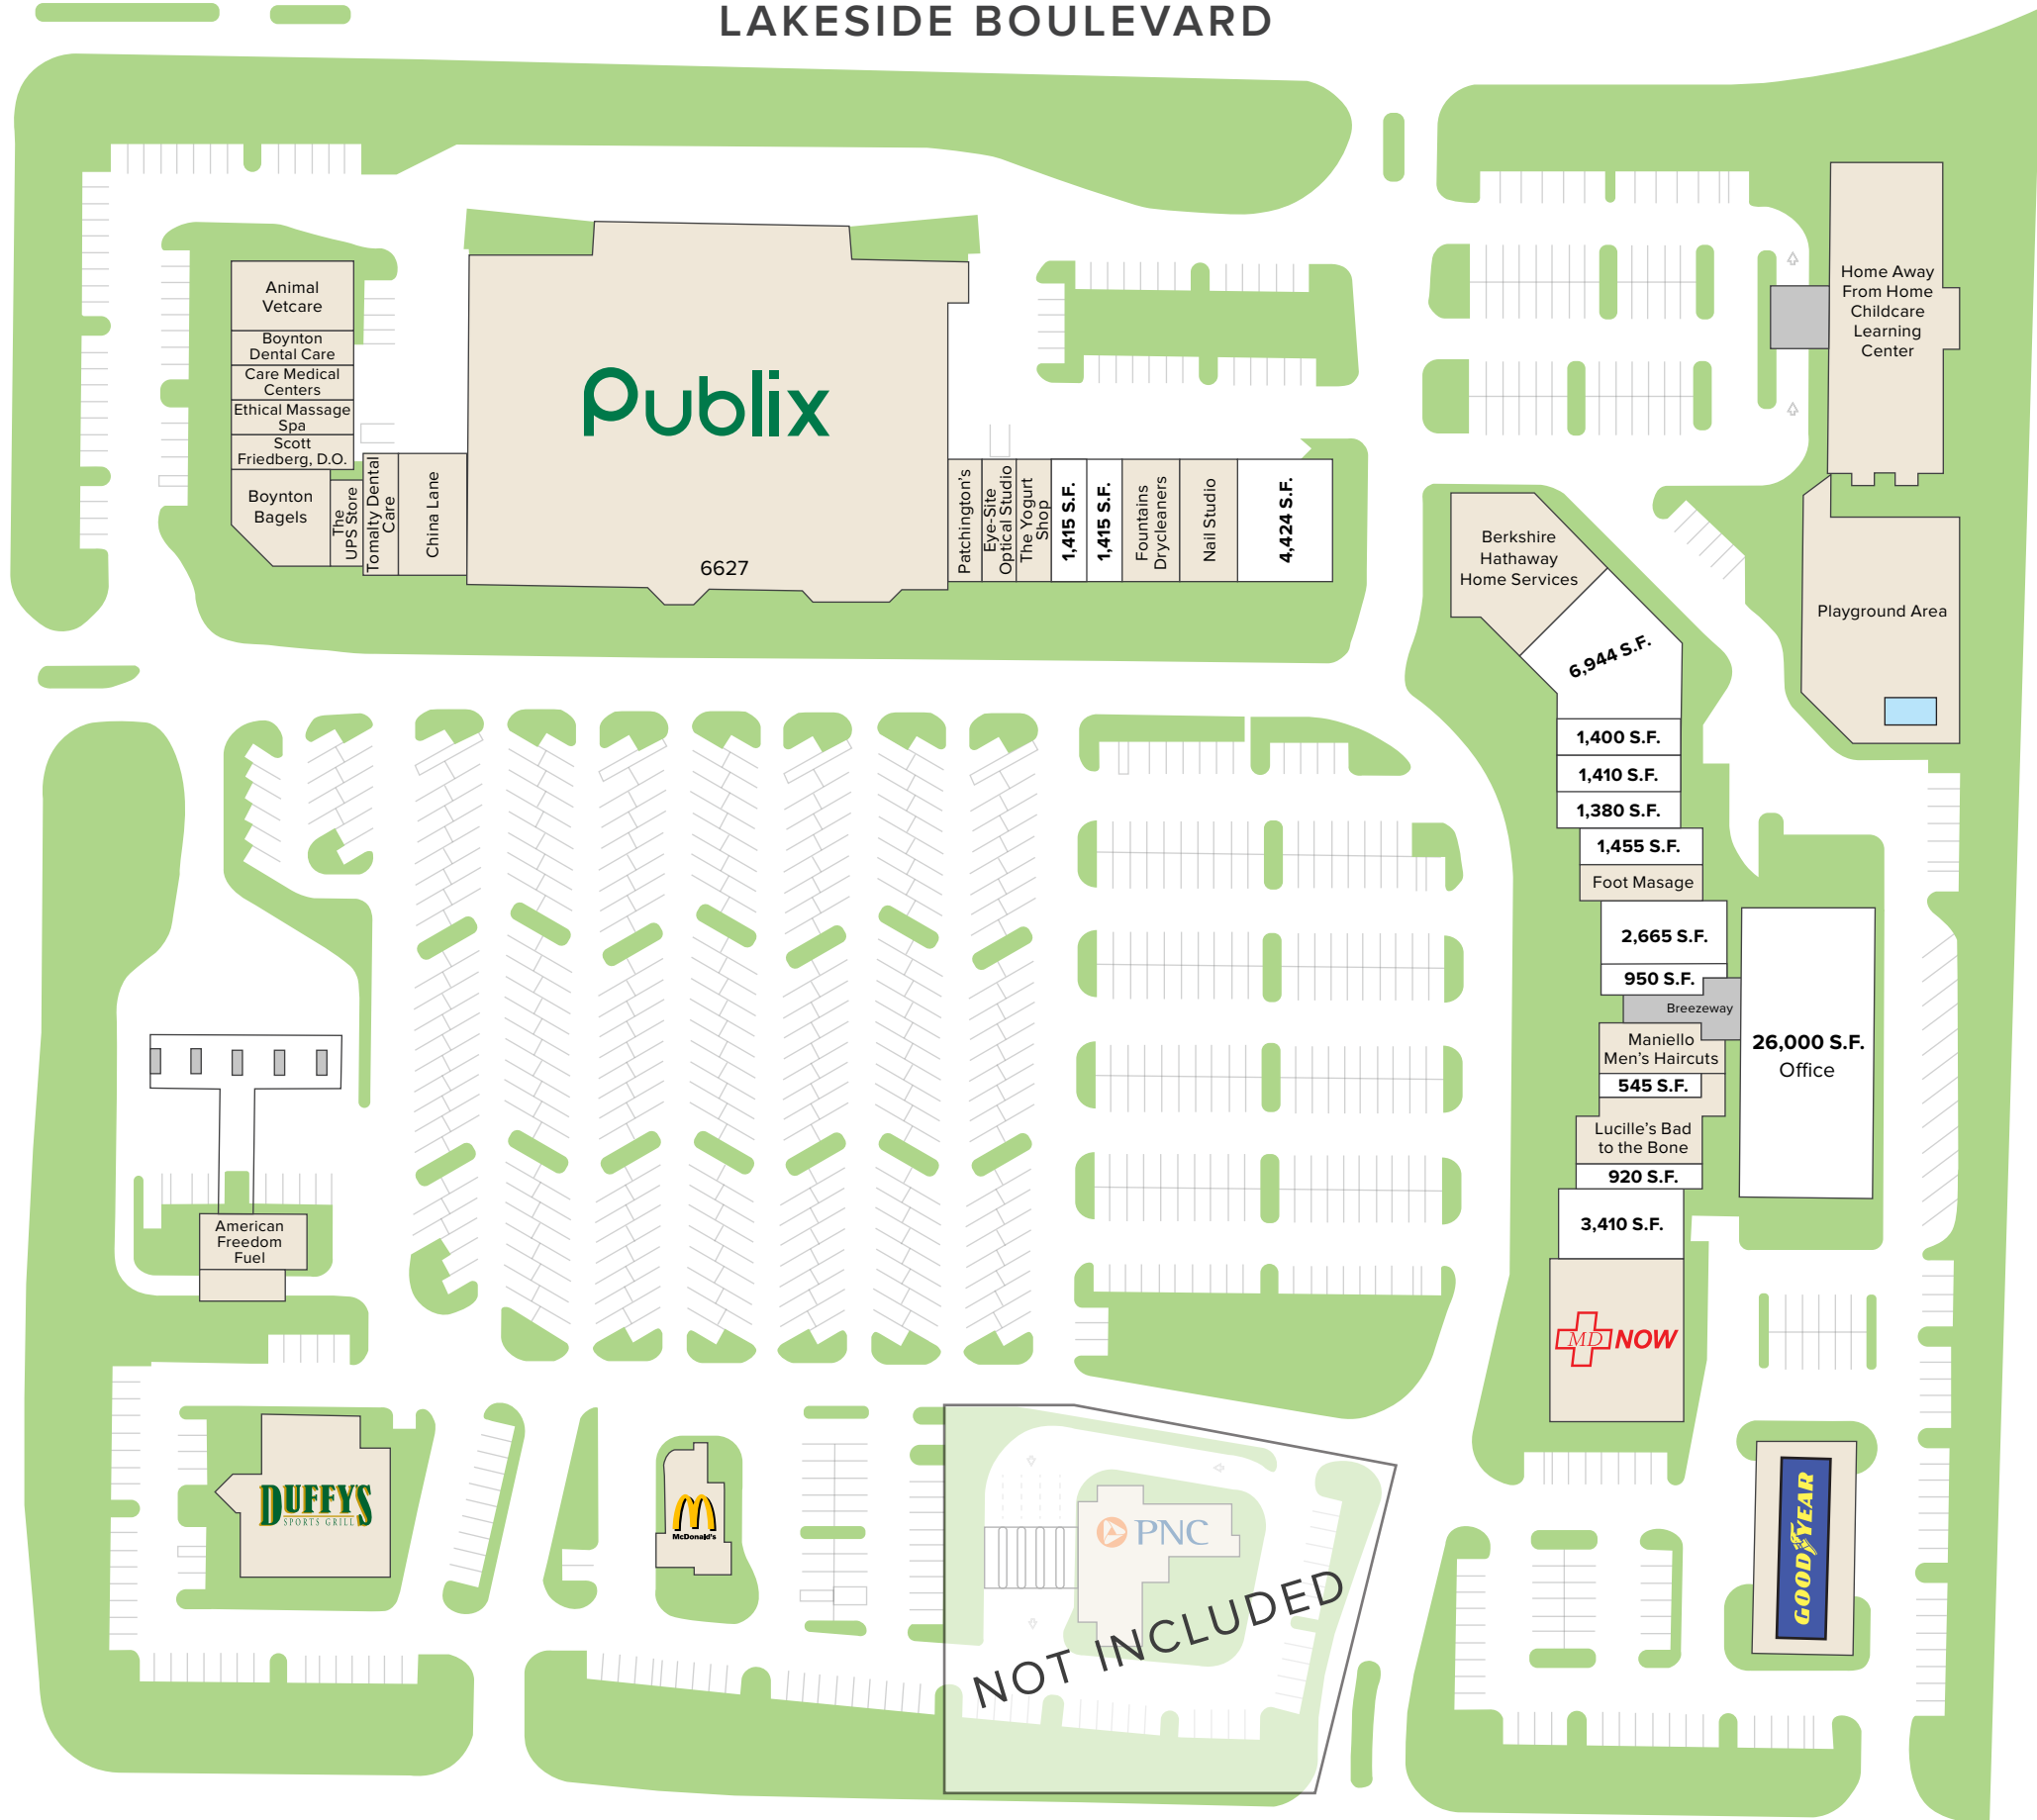 LAKESIDE BOULEVARD
Animal
Vetcare
Boynton
Dental Care
Care Medical
Centers
Ethical Massage
Spa
Scott
Friedberg, D.O.
Boynton
Bagels
The
UPS Store
Tomalty Dental
Care
China Lane
Publix
6627
Patchington's
Eye-Site
Optical Studio
The Yogurt
Shop
1,415 S.F.
1,415 S.F.
Fountains
Drycleaners
Nail Studio
4,424 S.F.
Home Away
From Home
Childcare
Learning
Center
Playground Area
Berkshire
Hathaway
Home Services
6,944 S.F.
1,400 S.F.
1,410 S.F.
1,380 S.F.
1,455 S.F.
Foot Masage
2,665 S.F.
950 S.F.
Breezeway
Maniello
Men's Haircuts
545 S.F.
Lucille's Bad
to the Bone
920 S.F.
3,410 S.F.
26,000 S.F.
Office
MD NOW
American
Freedom
Fuel
DUFFY'S
SPORTS GRILL
McDonald's
PNC
NOT INCLUDED
GOODYEAR